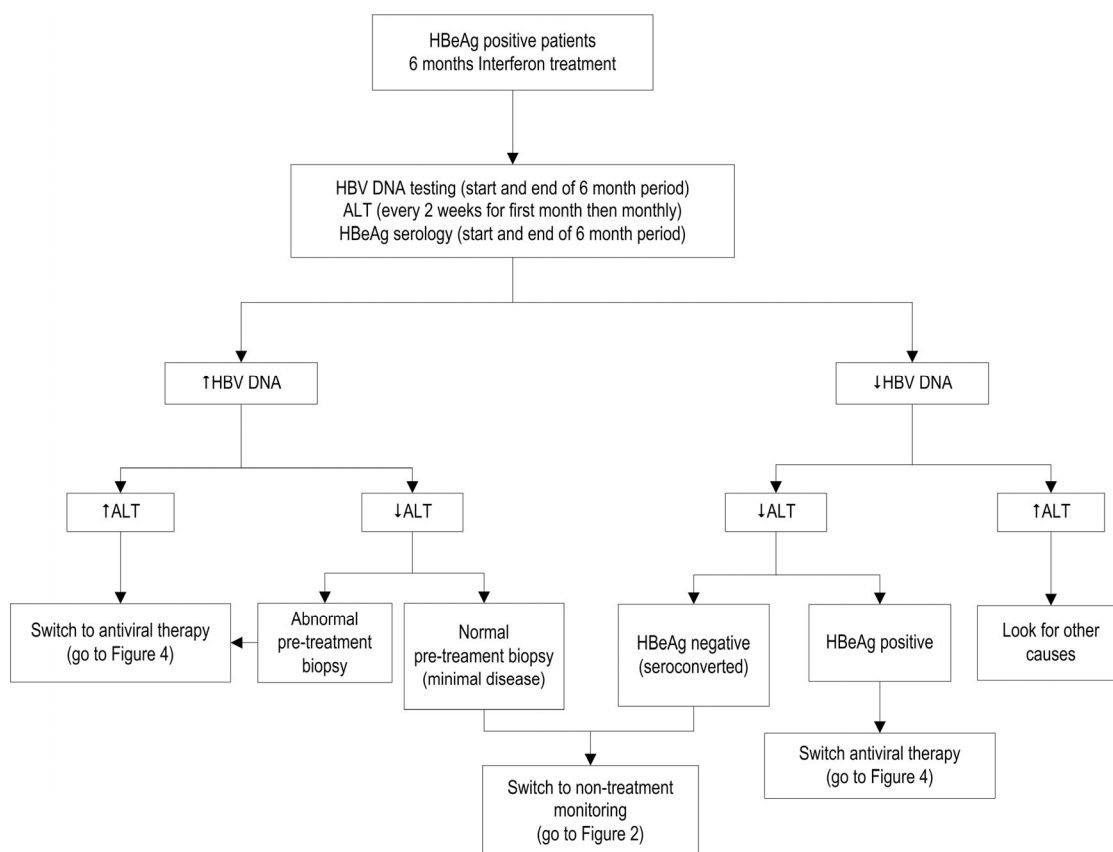 HBeAg positive patients
6 months Interferon treatment
HBV DNA testing (start and end of 6 month period)
ALT (every 2 weeks for first month then monthly)
HBeAg serology (start and end of 6 month period)
↑HBV DNA
↓HBV DNA
↑ALT
↓ALT
↓ALT
↑ALT
Switch to antiviral therapy
(go to Figure 4)
Abnormal
pre-treatment
biopsy
Normal
pre-treament biopsy
(minimal disease)
HBeAg negative
(seroconverted)
HBeAg positive
Look for other
causes
Switch to non-treatment
monitoring
(go to Figure 2)
Switch antiviral therapy
(go to Figure 4)